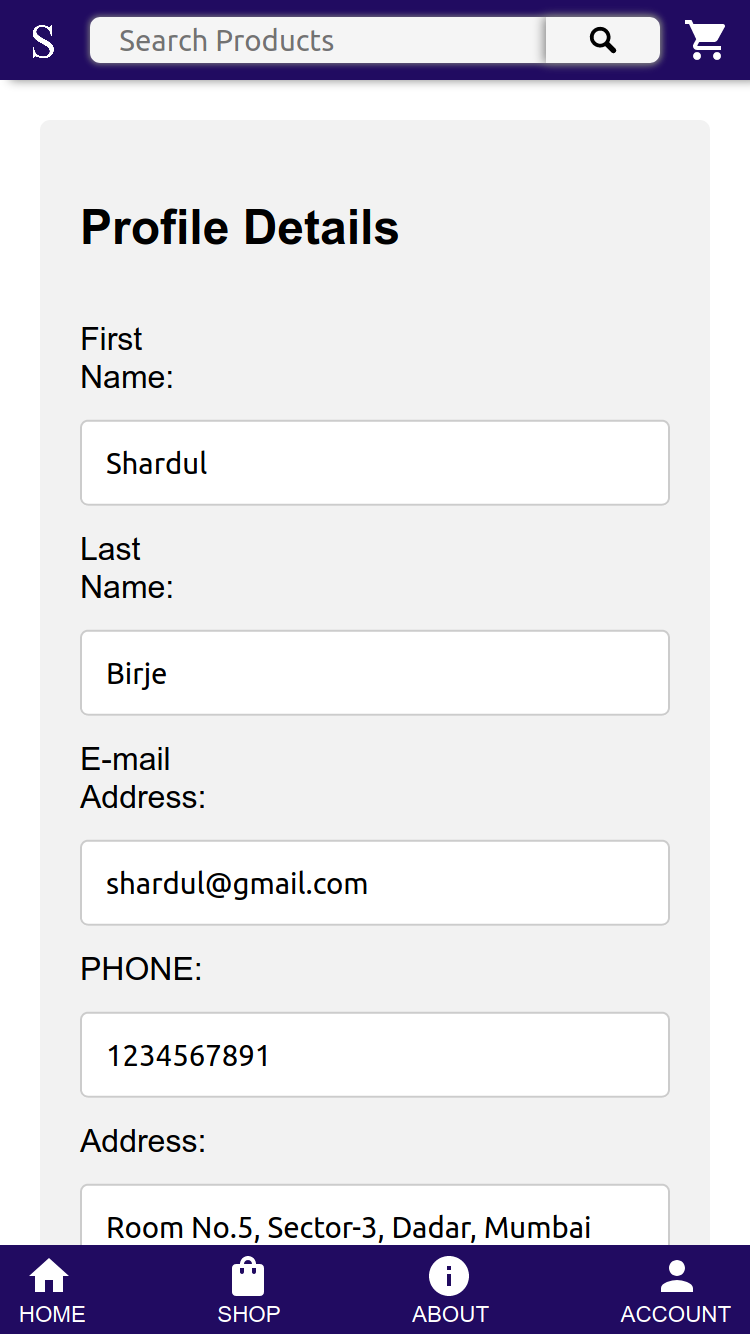 S
Search Products
Profile Details
First
Name:
Shardul
Last
Name:
Birje
E-mail
Address:
shardul@gmail.com
PHONE:
1234567891
Address:
Room No.5, Sector-3, Dadar, Mumbai
HOME
SHOP
ABOUT
ACCOUNT